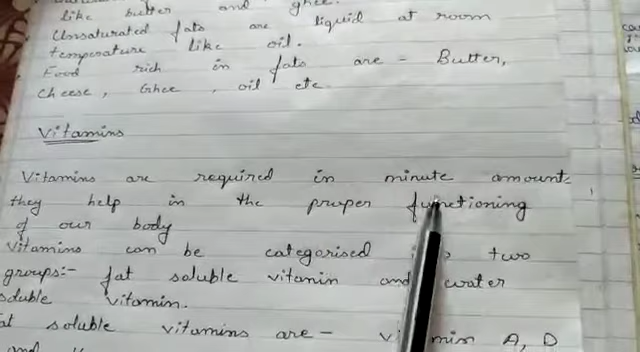 like butter and ghee.
Unsaturated fats are liquid at room
temperature like oil.
Food rich in fats are - Butter,
cheese, Ghee, oil etc.
Vitamins
Vitamins are required in minute amount
they help in the proper functioning
of our body
Vitamins can be categorised two
groups:- fat soluble vitamin and water
soluble vitamin.
fat soluble vitamins are - vitamin A, D
and